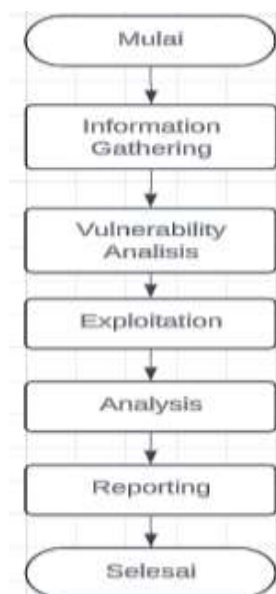 Mulai
Information
Gathering
Vulnerability
Analisis
Exploitation
Analysis
Reporting
Selesai